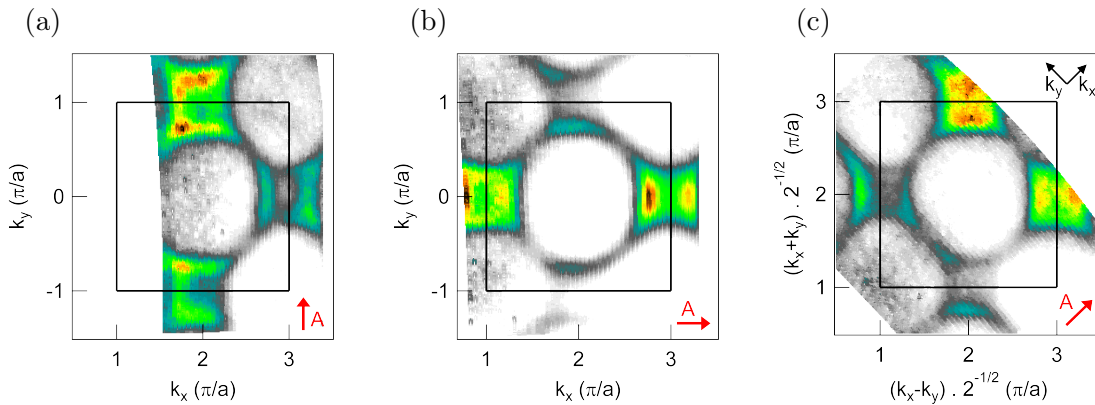 (a)
(b)
(c)
k_y (π/a)
1
0
-1
1
2
3
k_x (π/a)
A
k_y (π/a)
1
0
-1
1
2
3
k_x (π/a)
A
(k_x+k_y) . 2^{-1/2} (π/a)
3
2
1
1
2
3
(k_x-k_y) . 2^{-1/2} (π/a)
k_y
k_x
A